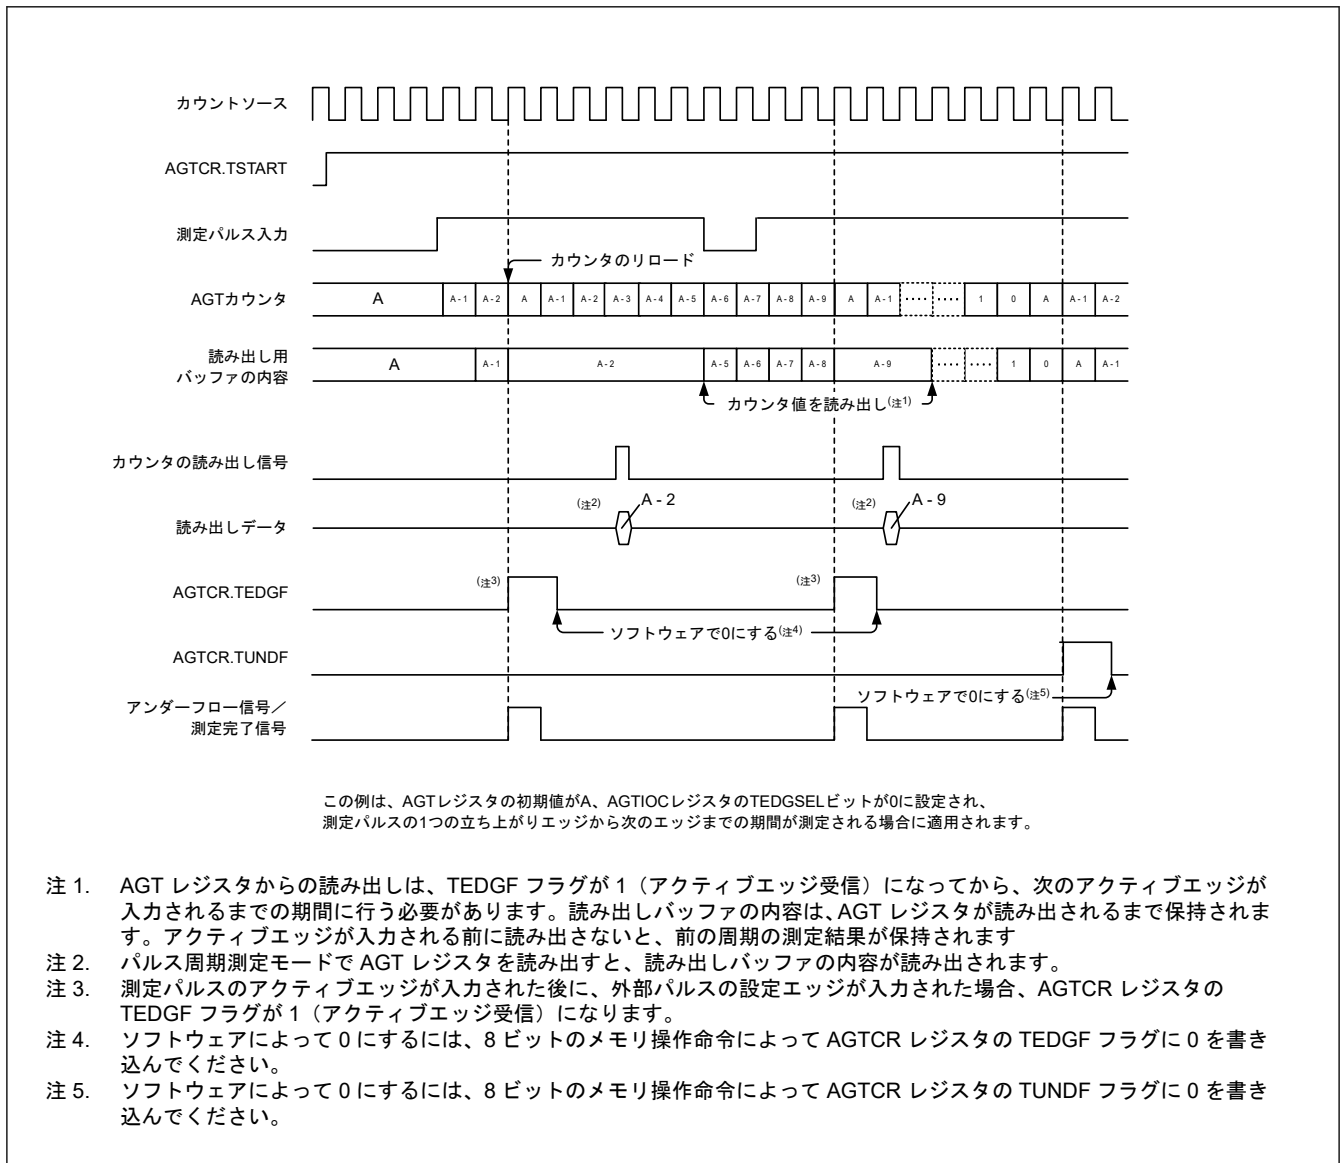 カウントソース
AGTCR.TSTART
測定パルス入力
カウンタのリロード
AGTカウンタ
A A - 1 A - 2 A A - 1 A - 2 A - 3 A - 4 A - 5 A - 6 A - 7 A - 8 A - 9 A A - 1 ···· ···· 1 0 A A - 1 A - 2
読み出し用
バッファの内容
A A - 1 A - 2 A - 5 A - 6 A - 7 A - 8 A - 9 ···· ···· 1 0 A A - 1
カウンタ値を読み出し(注1)
カウンタの読み出し信号
(注2) A - 2 (注2) A - 9
読み出しデータ
(注3) (注3)
AGTCR.TEDGF
ソフトウェアで0にする(注4)
AGTCR.TUNDF
ソフトウェアで0にする(注5)
アンダーフロー信号／
測定完了信号
この例は、AGTレジスタの初期値がA、AGTIOCレジスタのTEDGSELビットが0に設定され、
測定パルスの1つの立ち上がりエッジから次のエッジまでの期間が測定される場合に適用されます。
注 1. AGT レジスタからの読み出しは、TEDGF フラグが 1（アクティブエッジ受信）になってから、次のアクティブエッジが
入力されるまでの期間に行う必要があります。読み出しバッファの内容は、AGT レジスタが読み出されるまで保持されま
す。アクティブエッジが入力される前に読み出さないと、前の周期の測定結果が保持されます
注 2. パルス周期測定モードで AGT レジスタを読み出すと、読み出しバッファの内容が読み出されます。
注 3. 測定パルスのアクティブエッジが入力された後に、外部パルスの設定エッジが入力された場合、AGTCR レジスタの
TEDGF フラグが 1（アクティブエッジ受信）になります。
注 4. ソフトウェアによって 0 にするには、8 ビットのメモリ操作命令によって AGTCR レジスタの TEDGF フラグに 0 を書き
込んでください。
注 5. ソフトウェアによって 0 にするには、8 ビットのメモリ操作命令によって AGTCR レジスタの TUNDF フラグに 0 を書き
込んでください。